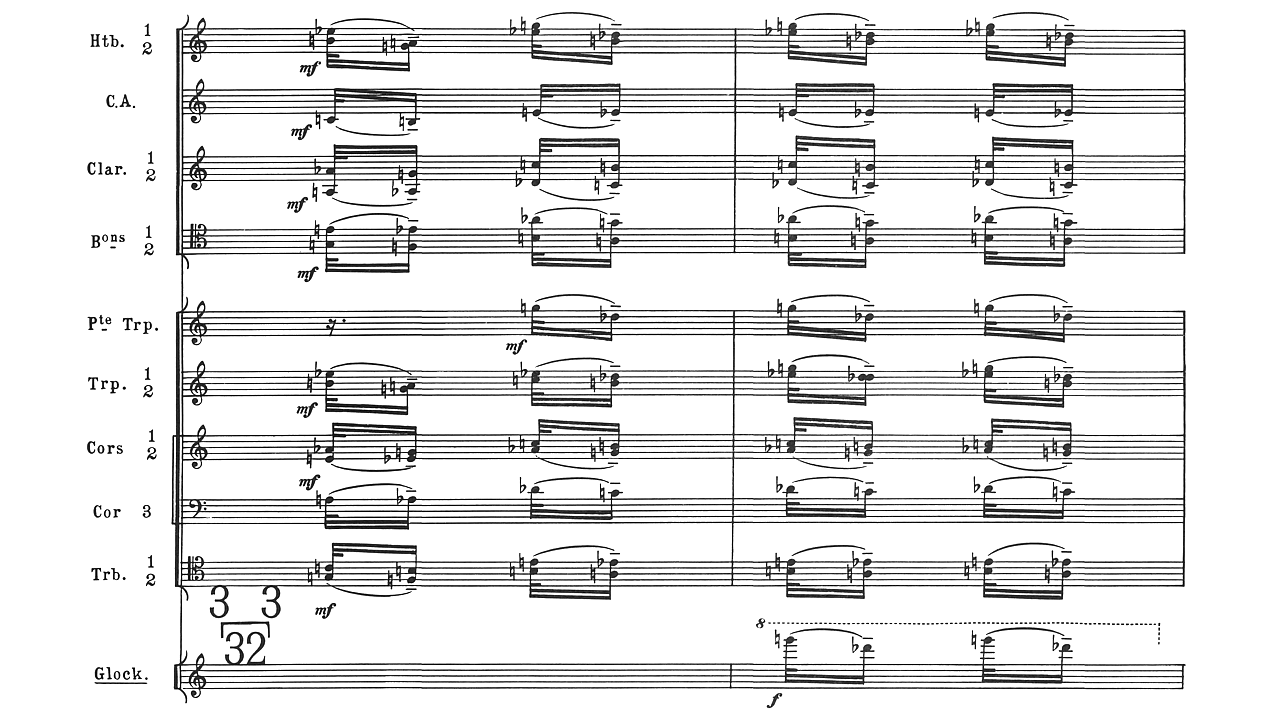 Htb. 1
2
mf
C.A.
mf
Clar. 1
2
mf
Bons 1
2
mf
Pte Trp.
mf
Trp. 1
2
mf
Cors 1
2
mf
Cor 3
Trb. 1
2
mf
3 3
32
8
Glock.
f